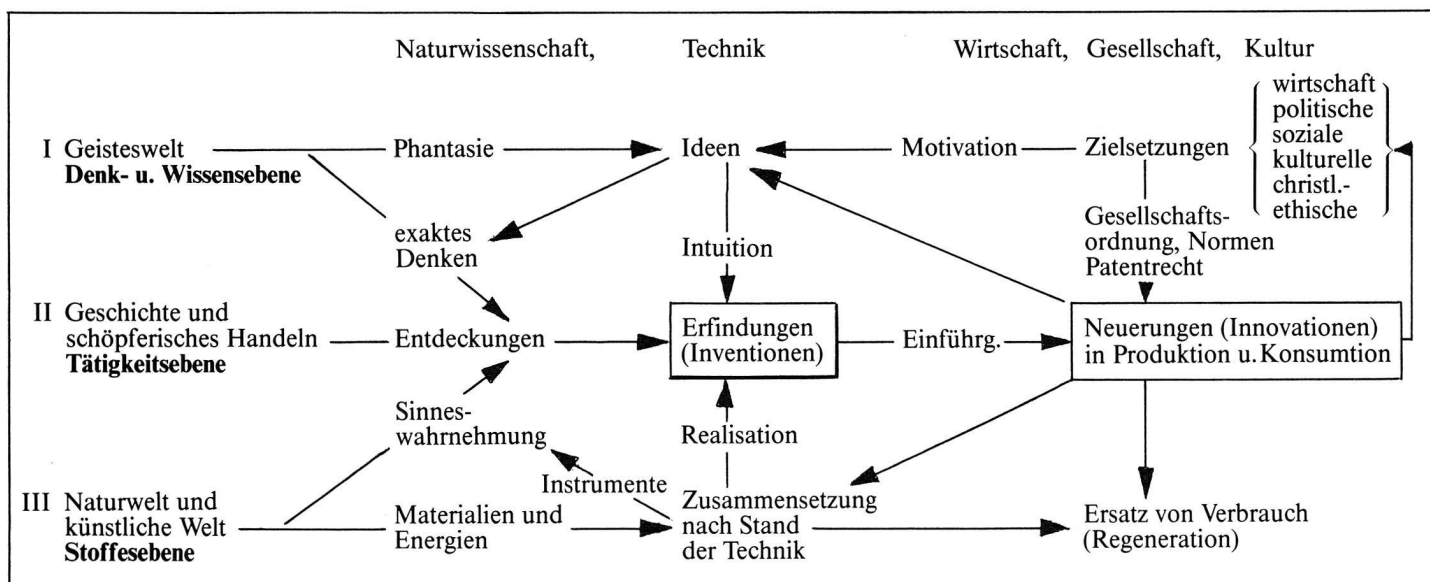 Naturwissenschaft, Technik Wirtschaft, Gesellschaft, Kultur
wirtschaft
politische
soziale
kulturelle
christl.-
ethische
I Geisteswelt
Denk- u. Wissensebene
Phantasie
Ideen
Motivation
Zielsetzungen
exaktes
Denken
Intuition
Gesellschafts-
ordnung, Normen
Patentrecht
II Geschichte und
schöpferisches Handeln
Tätigkeitsebene
Entdeckungen
Erfindungen
(Inventionen)
Einführg.
Neuerungen (Innovationen)
in Produktion u. Konsumtion
Sinnes-
wahrnehmung
Realisation
Instrumente
III Naturwelt und
künstliche Welt
Stoffesebene
Materialien und
Energien
Zusammensetzung
nach Stand
der Technik
Ersatz von Verbrauch
(Regeneration)